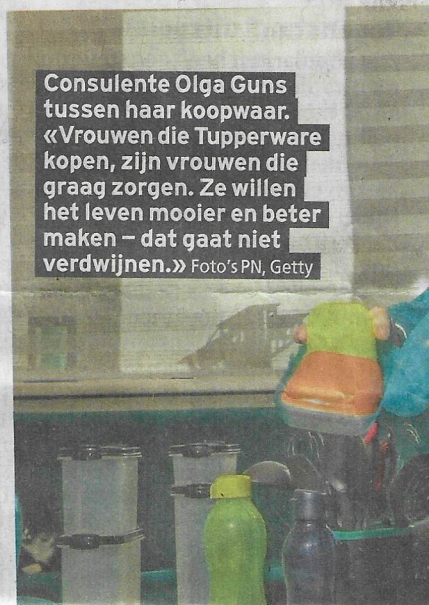 Consulente Olga Guns
tussen haar koopwaar.
«Vrouwen die Tupperware
kopen, zijn vrouwen die
graag zorgen. Ze willen
het leven mooier en beter
maken – dat gaat niet
verdwijnen.» Foto's PN, Getty